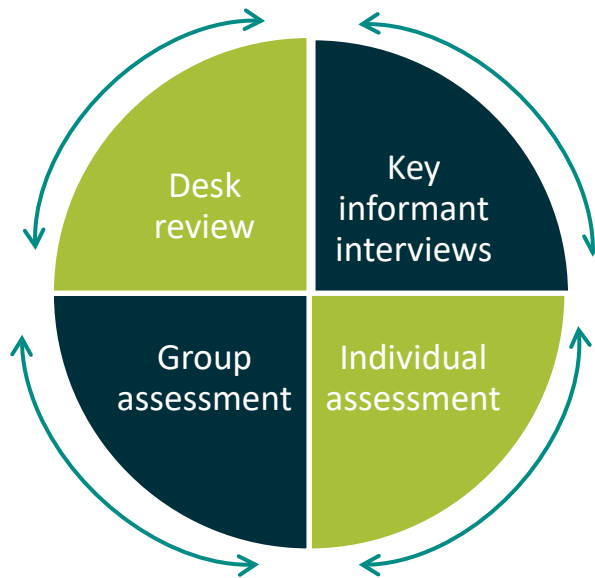 Desk
review
Key
informant
interviews
Group
assessment
Individual
assessment